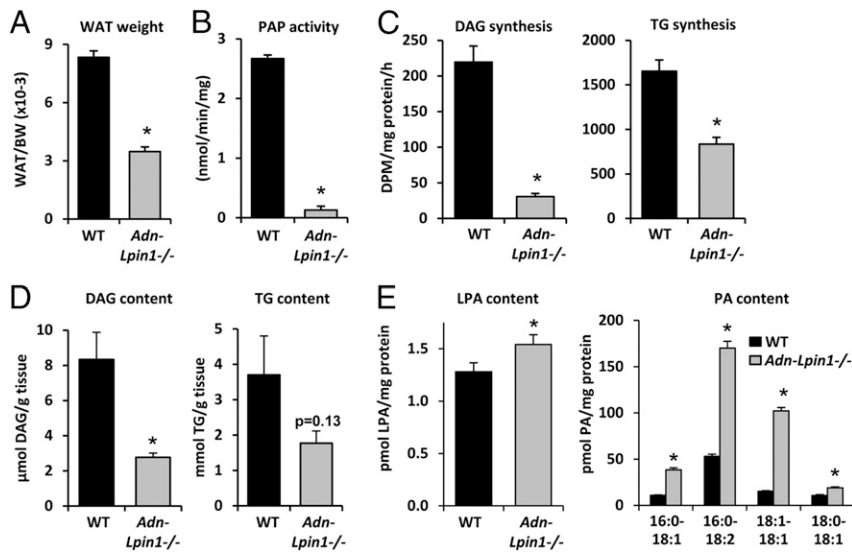 A
WAT weight
WAT/BW (x10-3)
9
6
3
0
*
WT
Adn-
Lpin1-/-
B
PAP activity
(nmol/min/mg)
3
2
1
0
*
WT
Adn-
Lpin1-/-
C
DAG synthesis
DPM/mg protein/h
250
200
150
100
50
0
*
WT
Adn-
Lpin1-/-
TG synthesis
2000
1500
1000
500
0
*
WT
Adn-
Lpin1-/-
D
DAG content
µmol DAG/g tissue
10
8
6
4
2
0
*
WT
Adn-
Lpin1-/-
TG content
mmol TG/g tissue
5
4
4
3
3
2
2
1
1
0
p=0.13
WT
Adn-
Lpin1-/-
E
LPA content
pmol LPA/mg protein
1.5
1.0
0.5
0.0
*
WT
Adn-
Lpin1-/-
PA content
pmol PA/mg protein
200
150
100
50
0
WT
Adn-Lpin1-/-
*
*
*
*
16:0-
18:1
16:0-
18:2
18:1-
18:1
18:0-
18:1